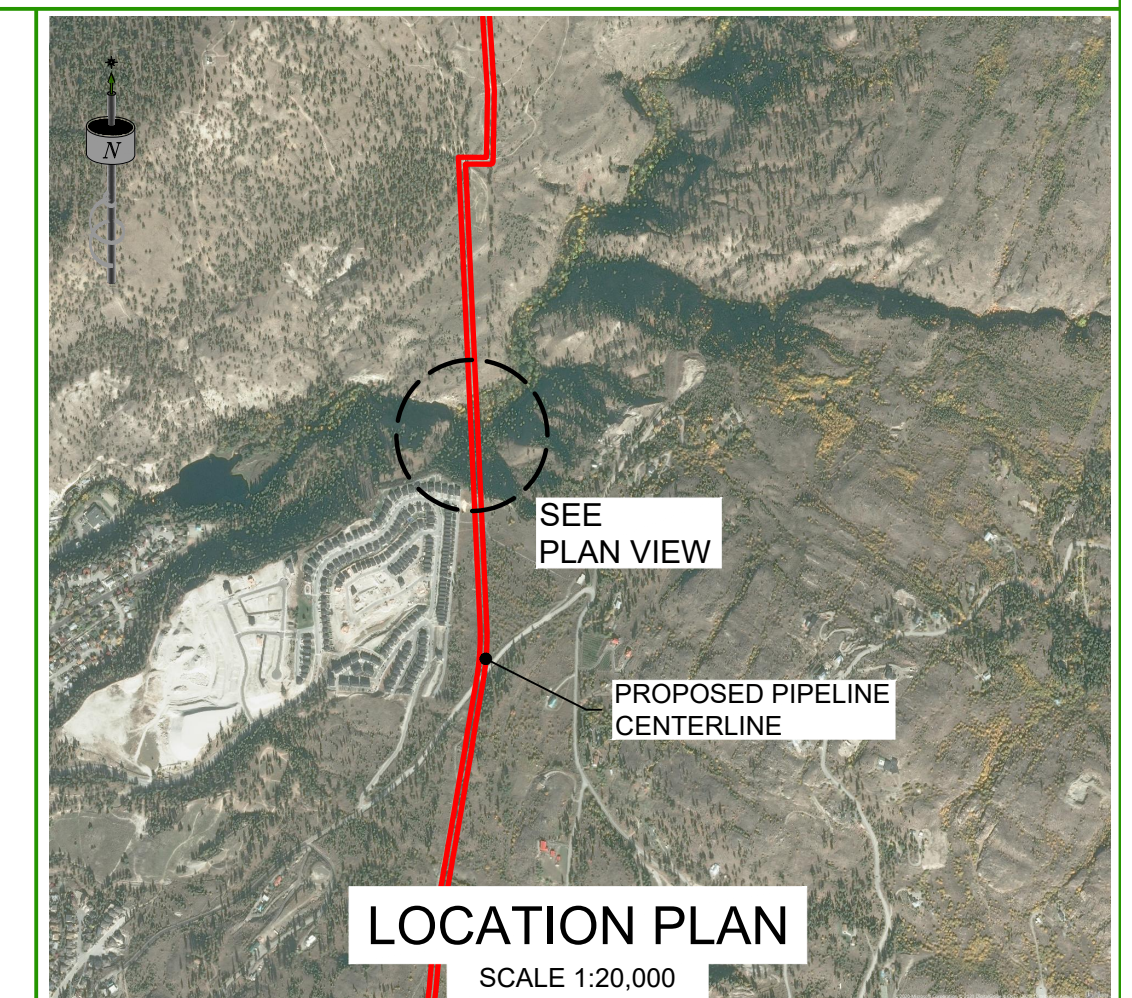 N
SEE
PLAN VIEW
PROPOSED PIPELINE
CENTERLINE
LOCATION PLAN
SCALE 1:20,000